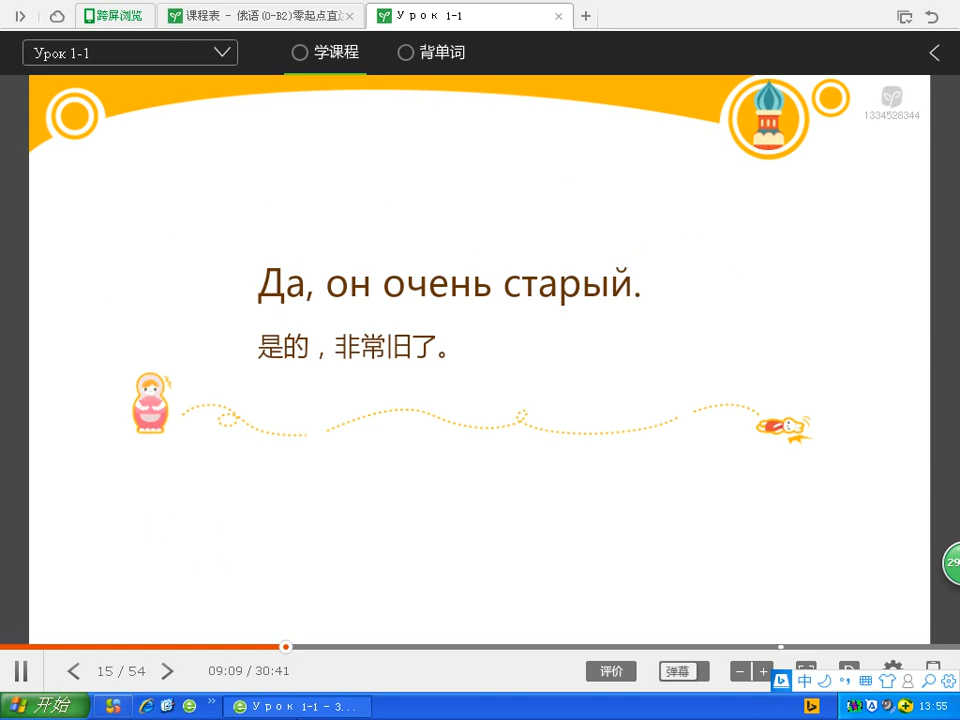 跨屏浏览
课程表 - 俄语(0-B2)零起点直
Урок 1-1
Урок 1-1
学课程
背单词
1334528344
Да, он очень старый.
是的，非常旧了。
29
15 / 54
09:09 / 30:41
评价
弹幕
中
开始
Урок 1-1 - 3...
13:55